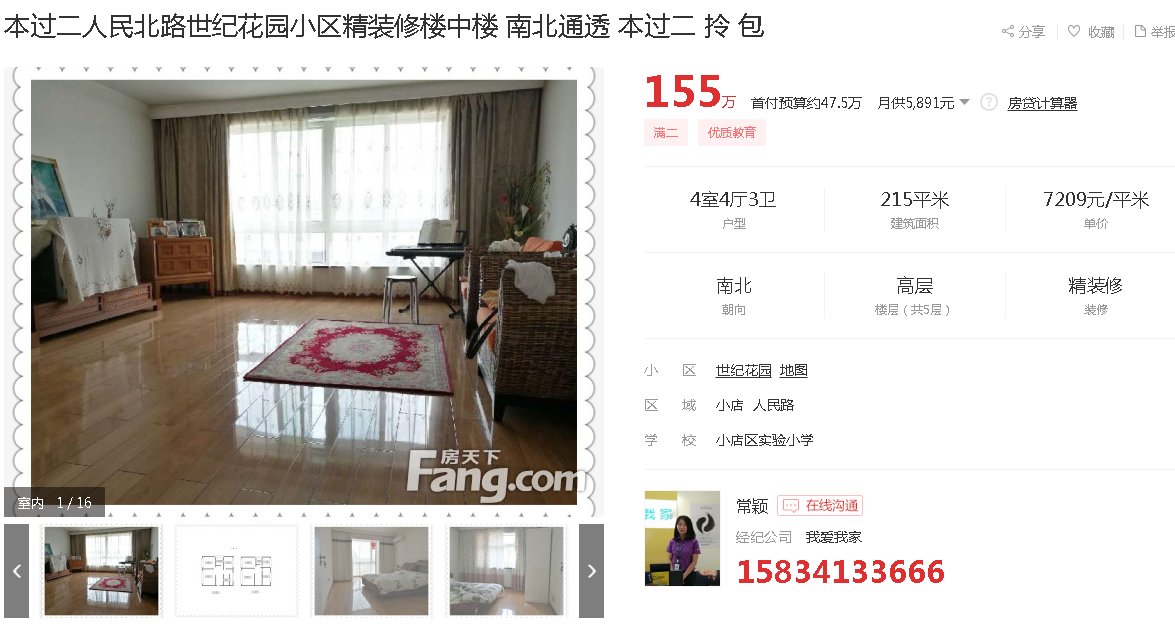 本过二人民北路世纪花园小区精装修楼中楼 南北通透 本过二 拎 包
分享 收藏 举报
155万 首付预算约47.5万 月供5,891元 ? 房贷计算器
满二 优质教育
4室4厅3卫 215平米 7209元/平米
户型 建筑面积 单价
南北 高层 精装修
朝向 楼层（共5层） 装修
小 区 世纪花园 地图
区 域 小店 人民路
学 校 小店区实验小学
房天下
Fang.com
室内 1 / 16
我家
常颖 在线沟通
经纪公司 我爱我家
15834133666